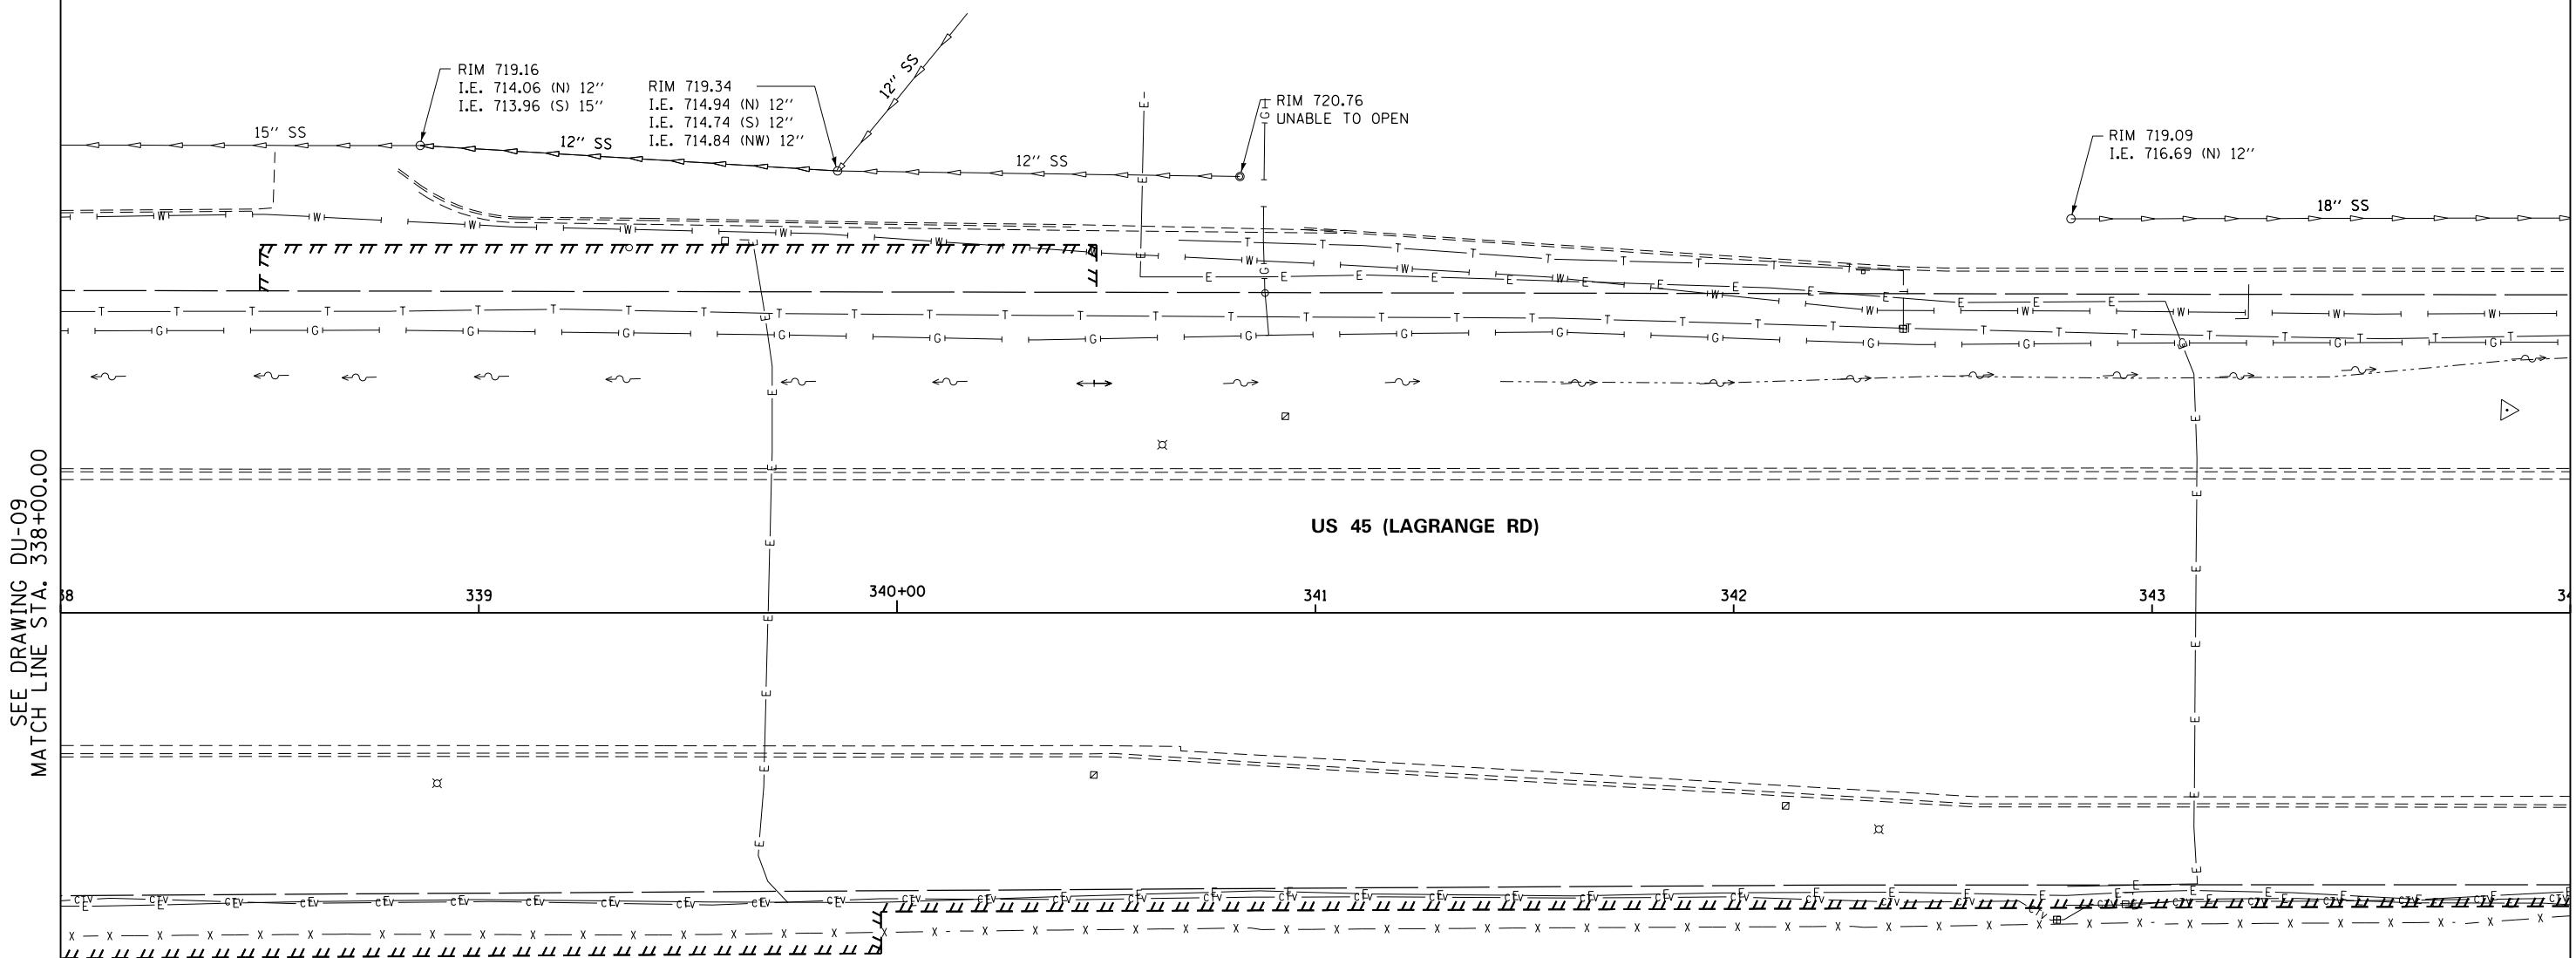 12'' SS
RIM 719.16
I.E. 714.06 (N) 12''
I.E. 713.96 (S) 15''
RIM 719.34
I.E. 714.94 (N) 12''
I.E. 714.74 (S) 12''
I.E. 714.84 (NW) 12''
RIM 720.76
UNABLE TO OPEN
RIM 719.09
I.E. 716.69 (N) 12''
15'' SS
12'' SS
12'' SS
18'' SS
SEE DRAWING DU-09
MATCH LINE STA. 338+00.00
US 45 (LAGRANGE RD)
339
340+00
341
342
343